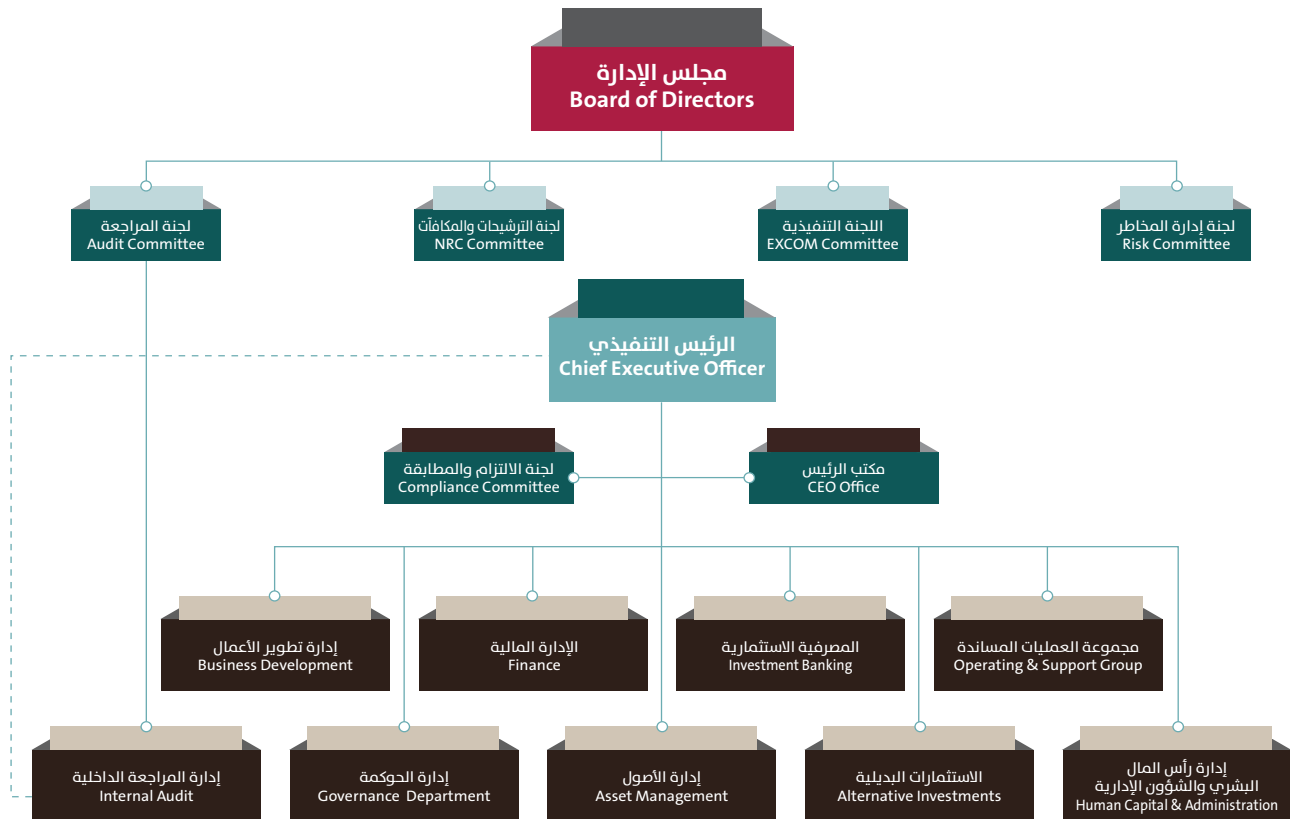 مجلس الإدارة
Board of Directors
لجنة المراجعة
Audit Committee
لجنة الترشيحات والمكافآت
NRC Committee
اللجنة التنفيذية
EXCOM Committee
لجنة إدارة المخاطر
Risk Committee
الرئيس التنفيذي
Chief Executive Officer
لجنة الالتزام والمطابقة
Compliance Committee
مكتب الرئيس
CEO Office
إدارة تطوير الأعمال
Business Development
الإدارة المالية
Finance
المصرفية الاستثمارية
Investment Banking
مجموعة العمليات المساندة
Operating & Support Group
إدارة المراجعة الداخلية
Internal Audit
إدارة الحوكمة
Governance Department
إدارة الأصول
Asset Management
الاستثمارات البديلية
Alternative Investments
إدارة رأس المال
البشري والشؤون الإدارية
Human Capital & Administration